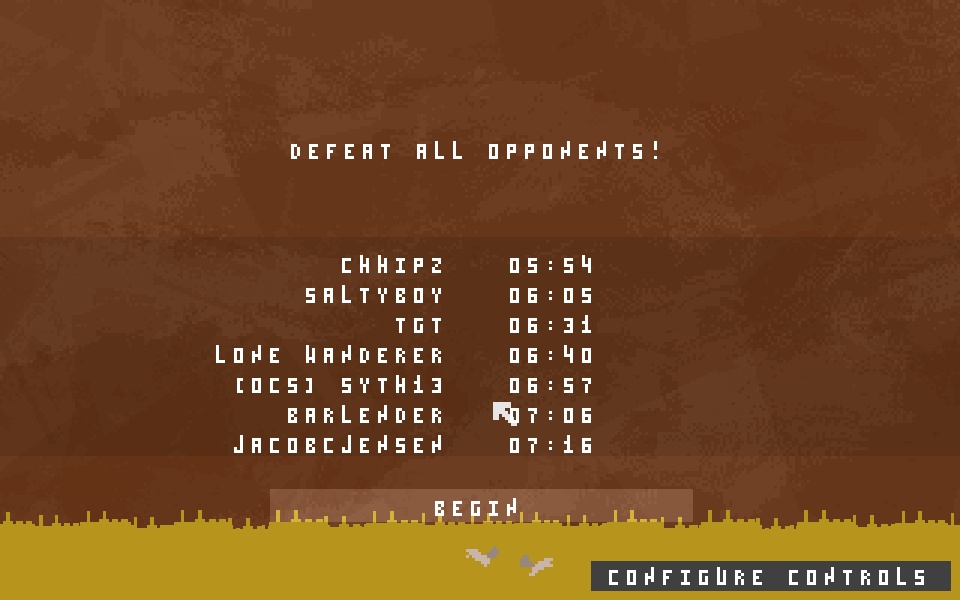 DEFEAT ALL OPPONENTS!
CHHIPZ 05:54
SALTYBOY 06:05
TGT 06:31
LONE WANDERER 06:40
[OCS] SYTH13 06:57
BARLENDER 07:06
JACOBCJENSEN 07:16
BEGIN
CONFIGURE CONTROLS